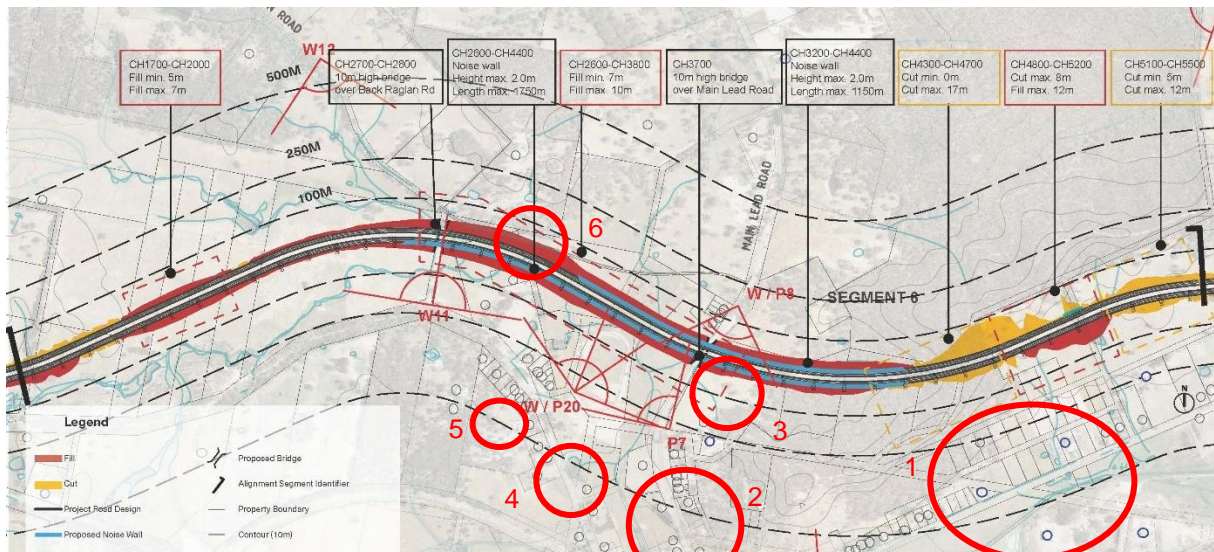 ON ROAD
W12
500M
250M
100M
CH1700-CH2000
Fill min. 5m
Fill max. 7m
CH2700-CH2800
10m high bridge
over Back Raglan Rd
CH2600-CH4400
Noise wall
Height max. 2.0m
Length max. 1750m
CH2600-CH3800
Fill min. 7m
Fill max. 10m
CH3700
10m high bridge
over Main Lead Road
CH3200-CH4400
Noise wall
Height max. 2.0m
Length max. 1150m
CH4300-CH4700
Cut min. 0m
Cut max. 17m
CH4800-CH5200
Cut max. 8m
Fill max. 12m
CH5100-CH5500
Cut min. 5m
Cut max. 12m
MAIN LEAD ROAD
6
W / P8
SEGMENT 6
W11
W / P20
P7
5
4
3
2
1
N
Legend
Fill
Cut
Project Road Design
Proposed Noise Wall
Proposed Bridge
Alignment Segment Identifier
Property Boundary
Contour (10m)